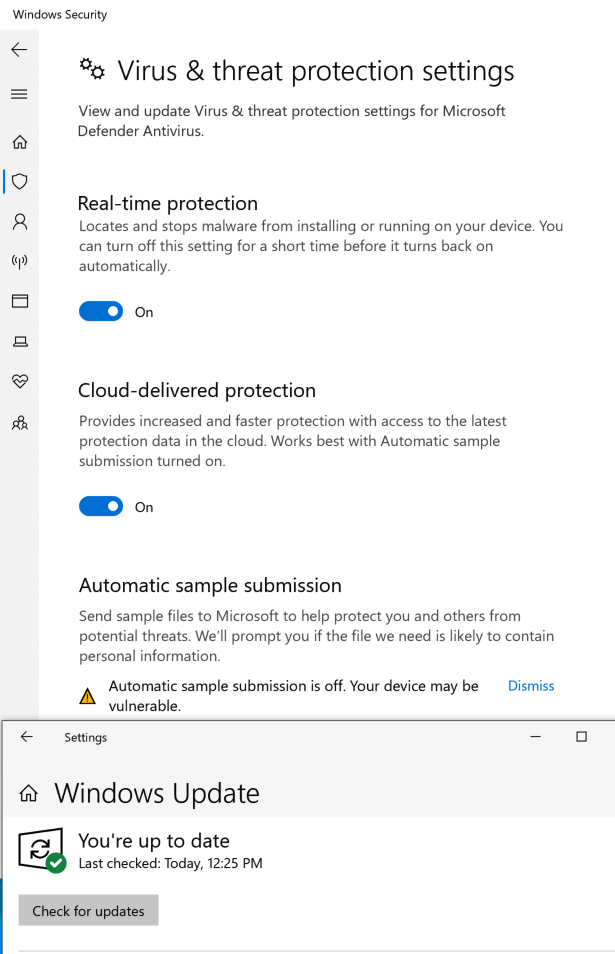 Windows Security
Virus & threat protection settings
View and update Virus & threat protection settings for Microsoft
Defender Antivirus.
Real-time protection
Locates and stops malware from installing or running on your device. You
can turn off this setting for a short time before it turns back on
automatically.
On
Cloud-delivered protection
Provides increased and faster protection with access to the latest
protection data in the cloud. Works best with Automatic sample
submission turned on.
On
Automatic sample submission
Send sample files to Microsoft to help protect you and others from
potential threats. We’ll prompt you if the file we need is likely to contain
personal information.
Automatic sample submission is off. Your device may be Dismiss
vulnerable.
Settings
Windows Update
You're up to date
Last checked: Today, 12:25 PM
Check for updates